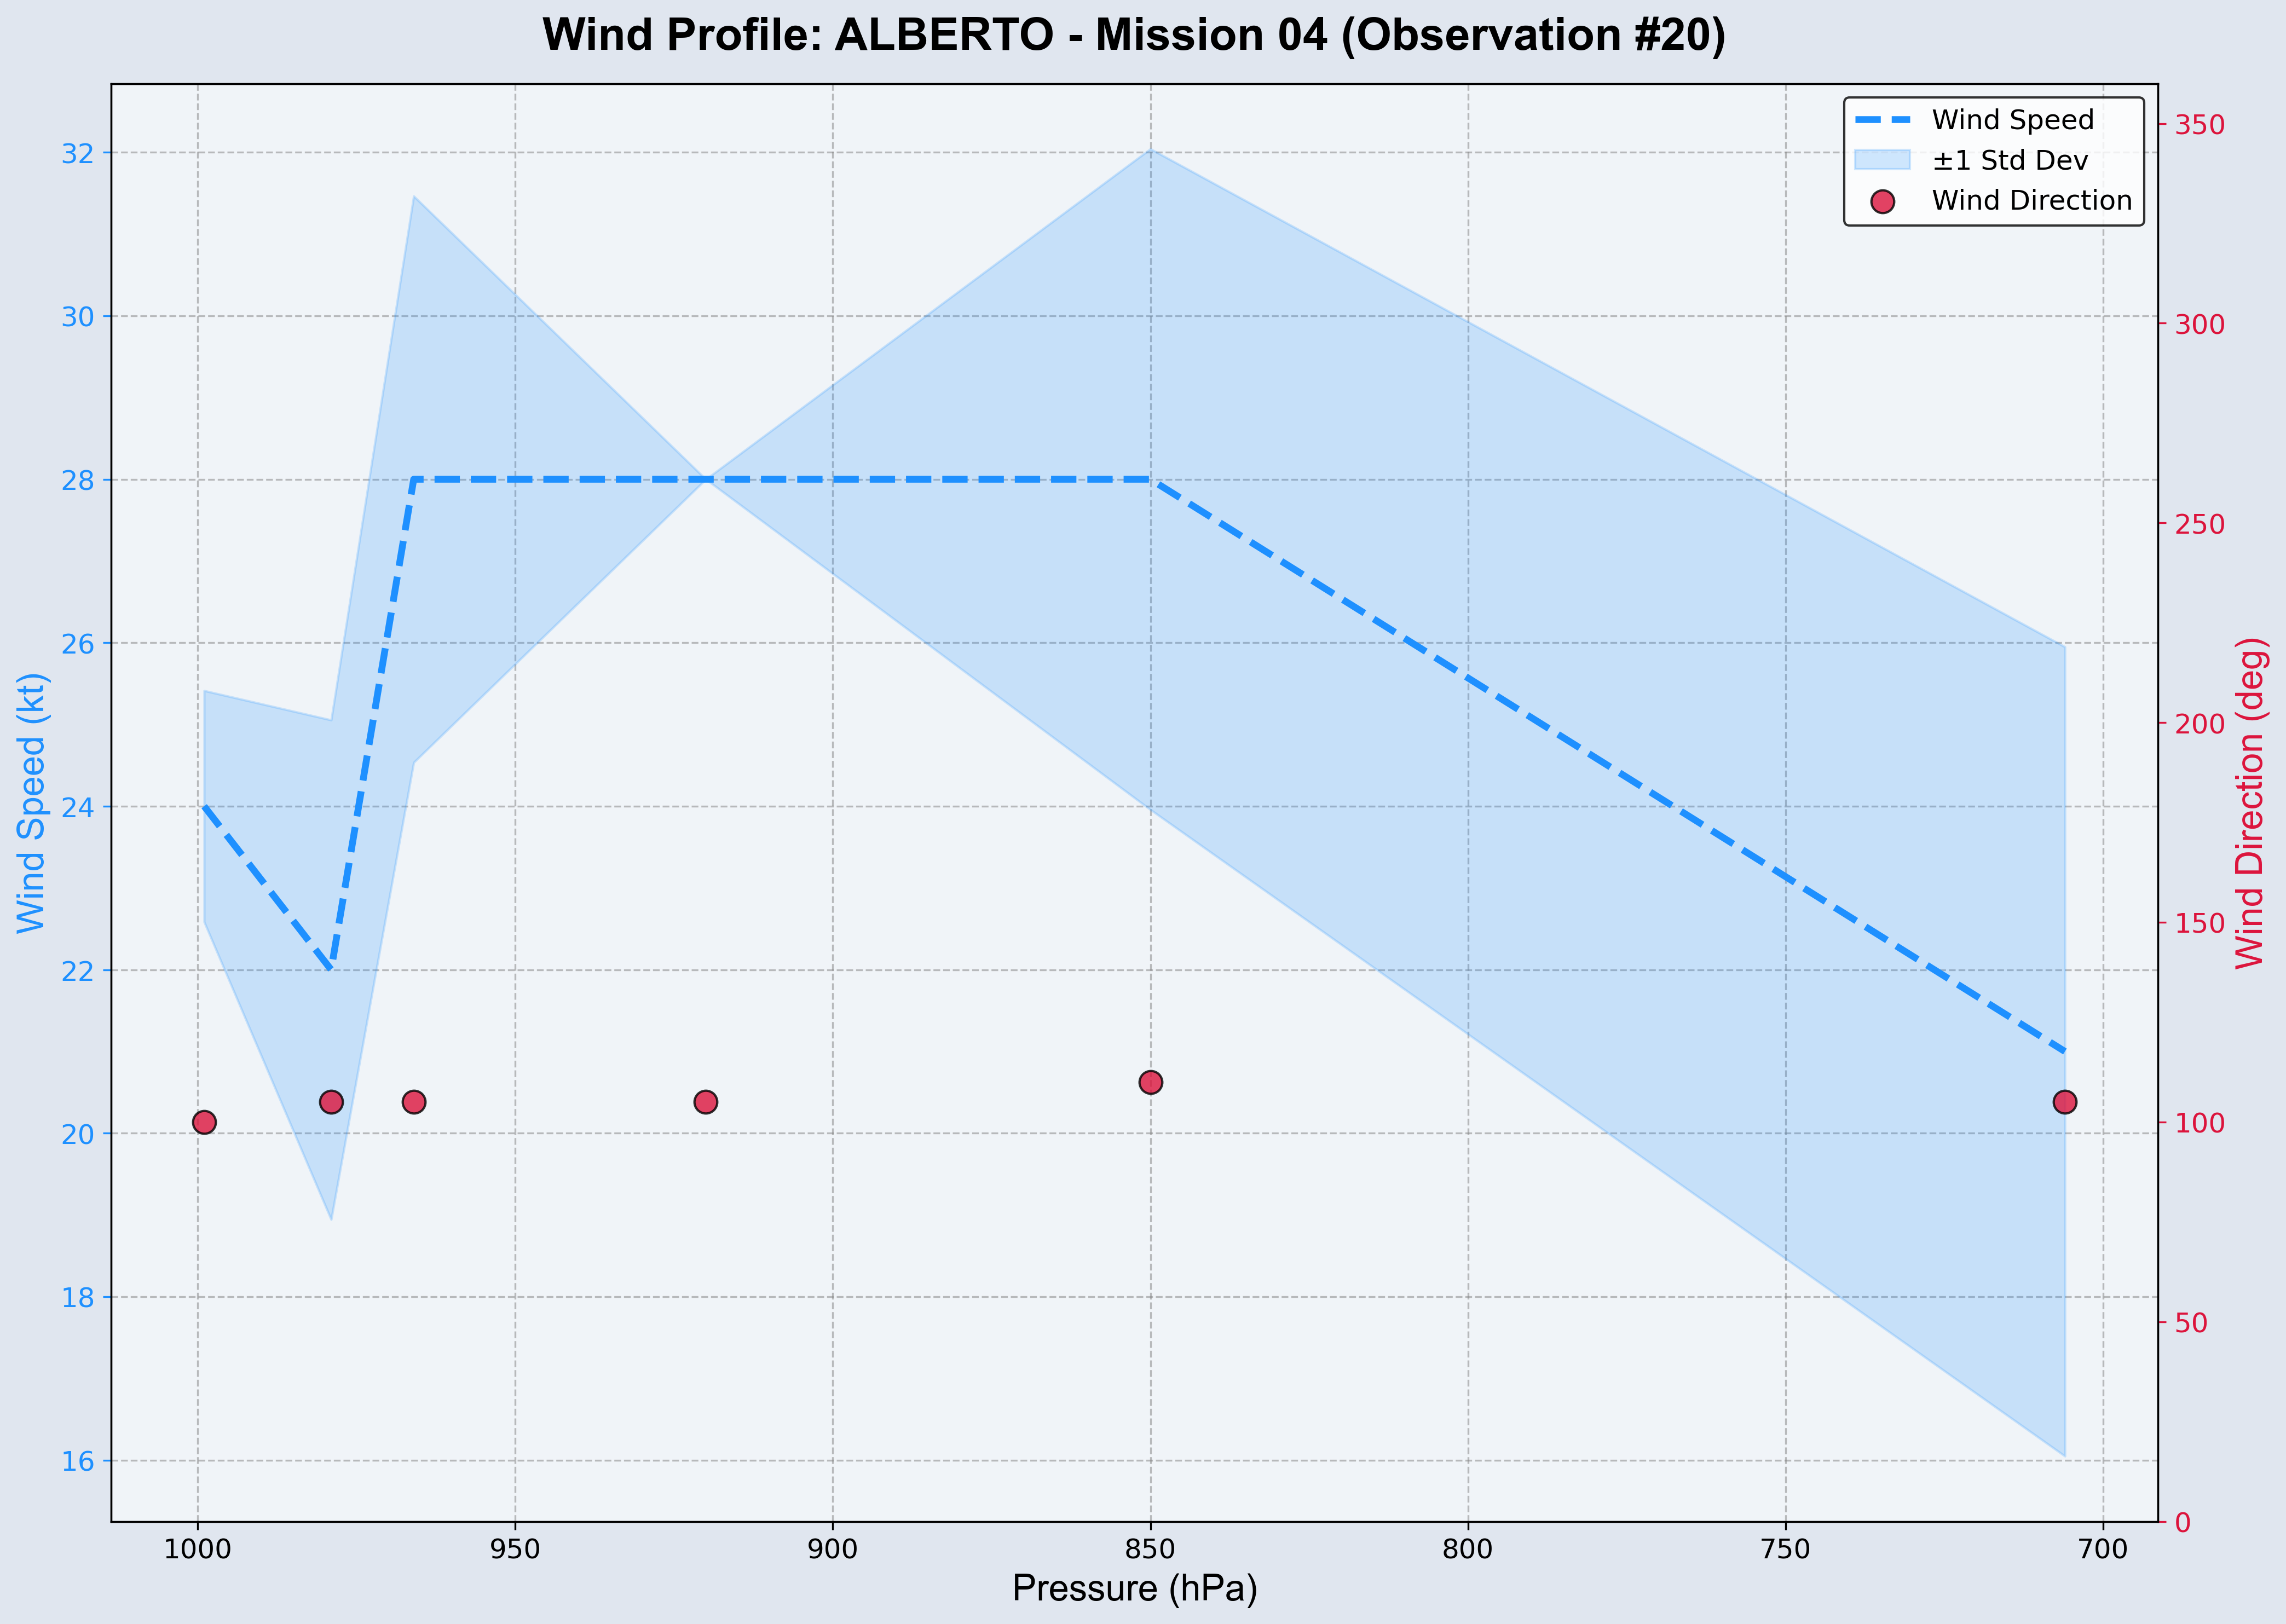 Wind Profile: ALBERTO - Mission 04 (Observation #20)
Wind Speed
±1 Std Dev
Wind Direction
32
30
28
26
24
22
20
18
16
Wind Speed (kt)
350
300
250
200
150
100
50
0
Wind Direction (deg)
1000 950 900 850 800 750 700
Pressure (hPa)